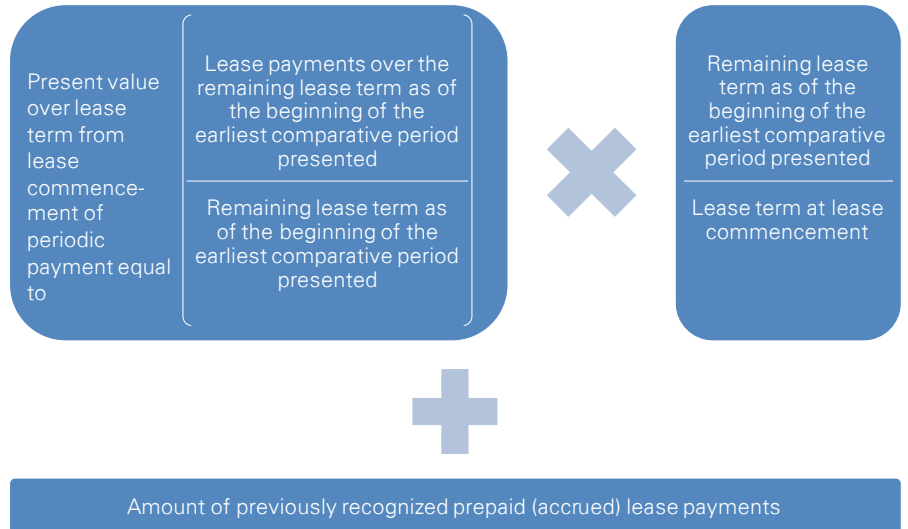 Present value
over lease
term from
lease
commence-
ment of
periodic
payment equal
to
Lease payments over the
remaining lease term as of
the beginning of the
earliest comparative period
presented
Remaining lease term as
of the beginning of the
earliest comparative period
presented
Remaining lease
term as of the
beginning of the
earliest comparative
period presented
Lease term at lease
commencement
Amount of previously recognized prepaid (accrued) lease payments